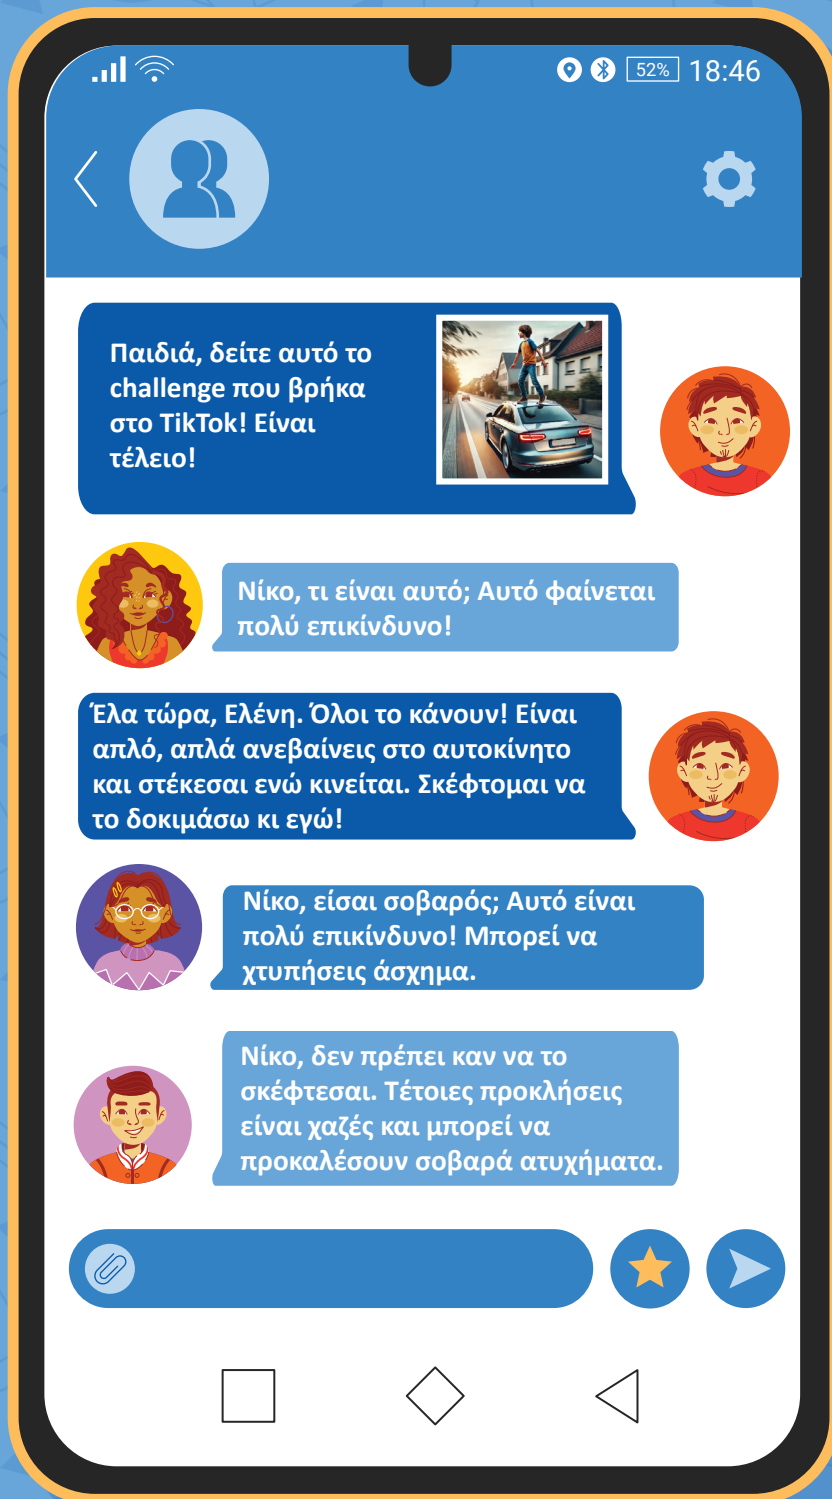 52% 18:46
Παιδιά, δείτε αυτό το
challenge που βρήκα
στο TikTok! Είναι
τέλειο!
Νίκο, τι είναι αυτό; Αυτό φαίνεται
πολύ επικίνδυνο!
Έλα τώρα, Ελένη. Όλοι το κάνουν! Είναι
απλό, απλά ανεβαίνεις στο αυτοκίνητο
και στέκεσαι ενώ κινείται. Σκέφτομαι να
το δοκιμάσω κι εγώ!
Νίκο, είσαι σοβαρός; Αυτό είναι
πολύ επικίνδυνο! Μπορεί να
χτυπήσεις άσχημα.
Νίκο, δεν πρέπει καν να το
σκέφτεσαι. Τέτοιες προκλήσεις
είναι χαζές και μπορεί να
προκαλέσουν σοβαρά ατυχήματα.